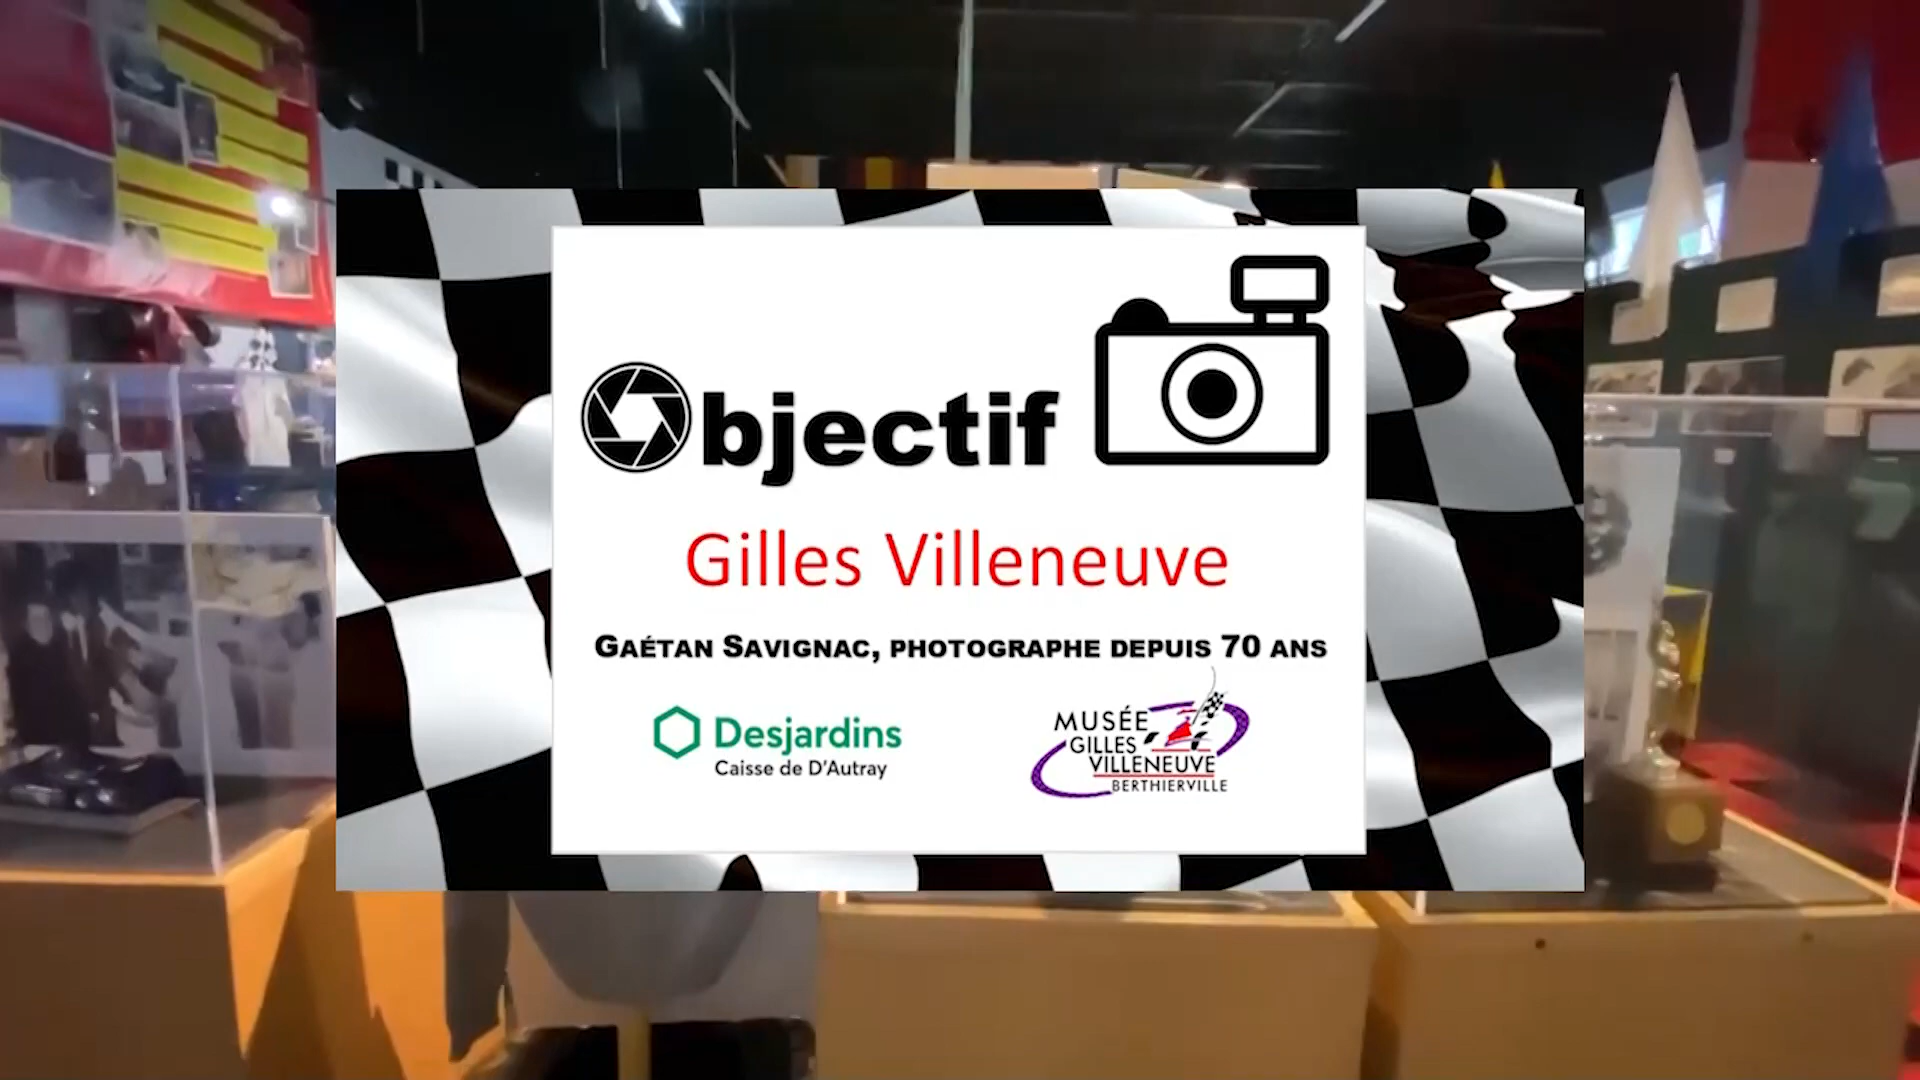 Objectif
Gilles Villeneuve
GAÉTAN SAVIGNAC, PHOTOGRAPHE DEPUIS 70 ANS
Desjardins
Caisse de D'Autray
MUSÉE
GILLES
VILLENEUVE
BERTHIERVILLE